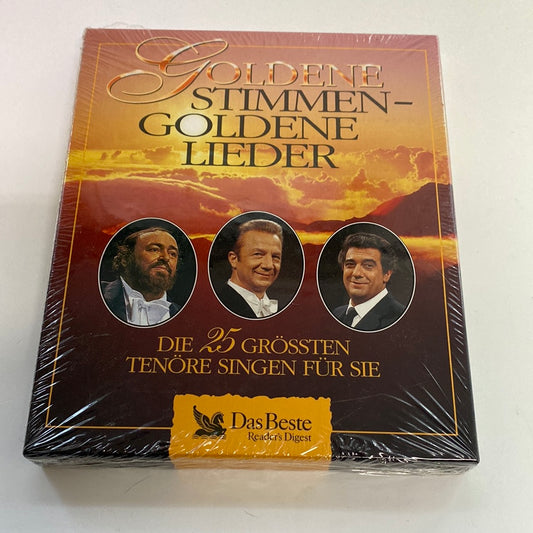 GOLDENE
STIMMEN-
GOLDENE
LIEDER
DIE 25 GRÖSSTEN
TENÖRE SINGEN FÜR SIE
Das Beste
Reader's Digest